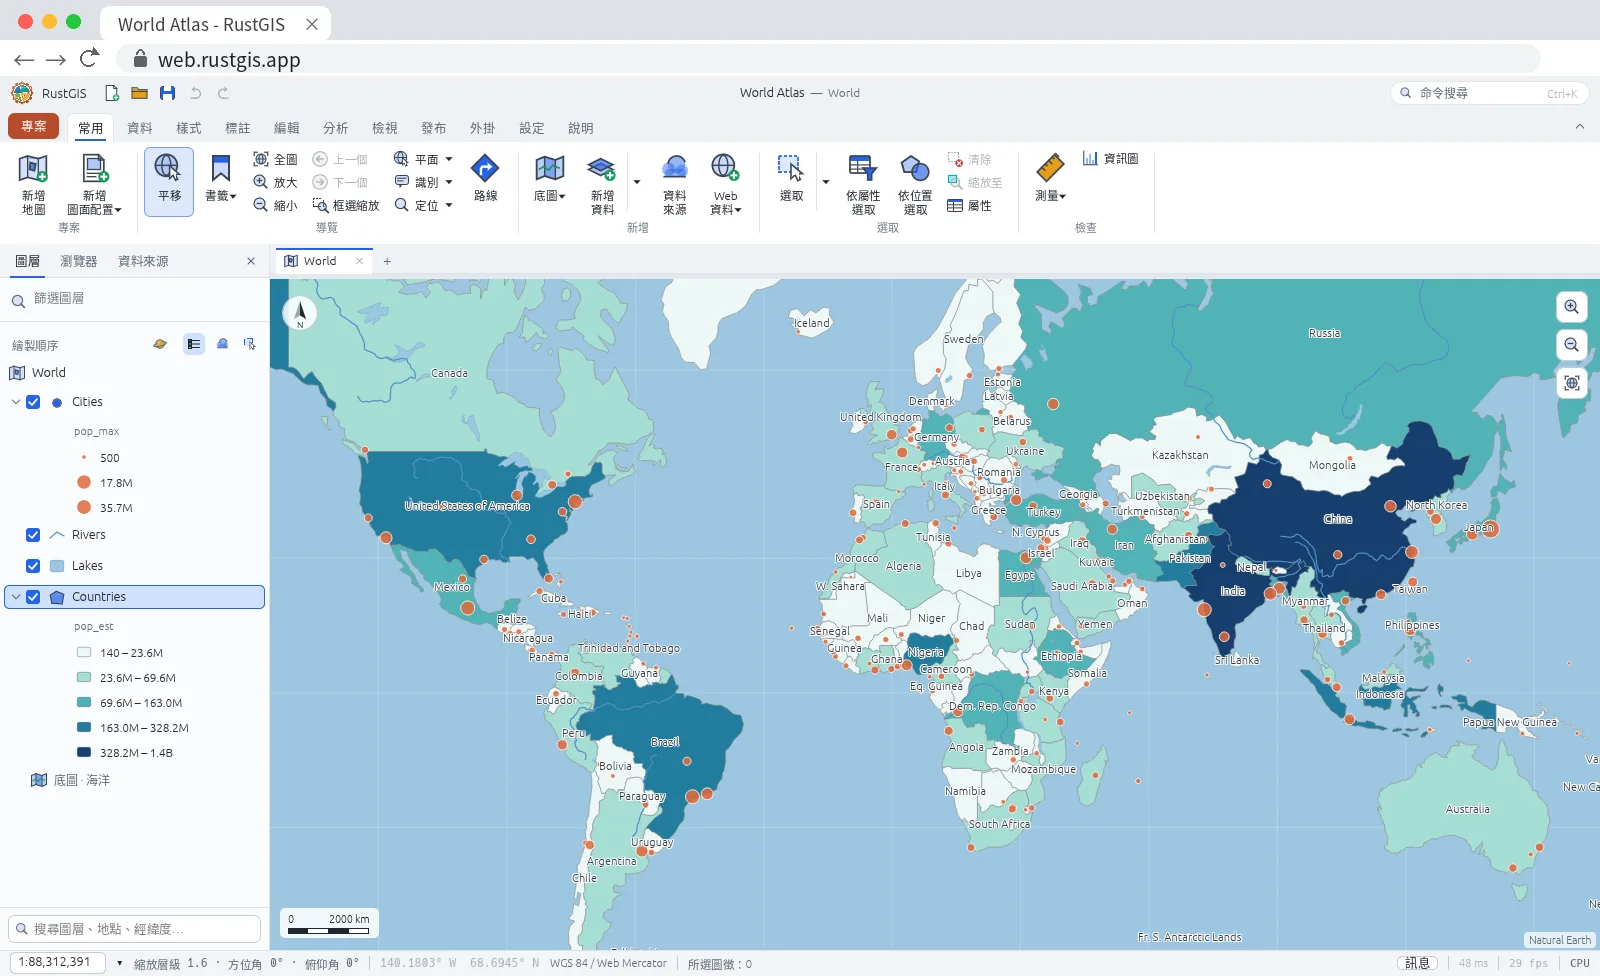 World Atlas - RustGIS
web.rustgis.app
RustGIS
World Atlas — World
命令搜尋 Ctrl+K
專案 常用 資料 樣式 標註 編輯 分析 檢視 發布 外掛 設定 說明
新增地圖
新增圖面配置
專案
平移
書籤
全圖
放大
縮小
上一個
下一個
框選縮放
平面
識別
定位
路線
導覽
底圖
新增資料
資料來源
Web 資料
新增
選取
依屬性選取
依位置選取
清除
縮放至
屬性
選取
測量
資訊圖
檢查
圖層 瀏覽器 資料來源
World
篩選圖層
繪製順序
World
Cities
pop_max
500
17.8M
35.7M
Rivers
Lakes
Countries
pop_est
140 – 23.6M
23.6M – 69.6M
69.6M – 163.0M
163.0M – 328.2M
328.2M – 1.4B
底圖 · 海洋
搜尋圖層、地點、經緯度…
N
Iceland
Russia
Sweden
Canada
Estonia
Latvia
Denmark
United Kingdom
Belarus
Germany
Ukraine
Kazakhstan
Austria
France
Mongolia
Romania
Italy
Bulgaria
Georgia
Uzbekistan
United States of America
Spain
North Korea
Greece
Turkey
Turkmenistan
China
Japan
N. Cyprus
Tunisia
Iraq
Iran
Afghanistan
Israel
Morocco
Pakistan
Kuwait
Algeria
Nepal
Libya
Egypt
Mexico
W. Sahara
Saudi Arabia
India
Taiwan
Cuba
Oman
Myanmar
Haiti
Belize
Mali
Niger
Chad
Sudan
Yemen
Philippines
Thailand
Senegal
Nicaragua
Guinea
Trinidad and Tobago
Nigeria
Ghana
Panama
Ethiopia
Sri Lanka
Cameroon
Guyana
Somalia
Colombia
Malaysia
Eq. Guinea
Kenya
Indonesia
Ecuador
Dem. Rep. Congo
Papua New Guinea
Peru
Brazil
Angola
Zambia
Bolivia
Mozambique
Namibia
Paraguay
Australia
South Africa
Uruguay
Argentina
Chile
Fr. S. Antarctic Lands
0 2000 km
Natural Earth
1:88,312,391 縮放層級 1.6 · 方位角 0° · 俯仰角 0° 140.1803° W 68.6945° N WGS 84 / Web Mercator 所選圖徵：0 訊息 48 ms 29 fps CPU